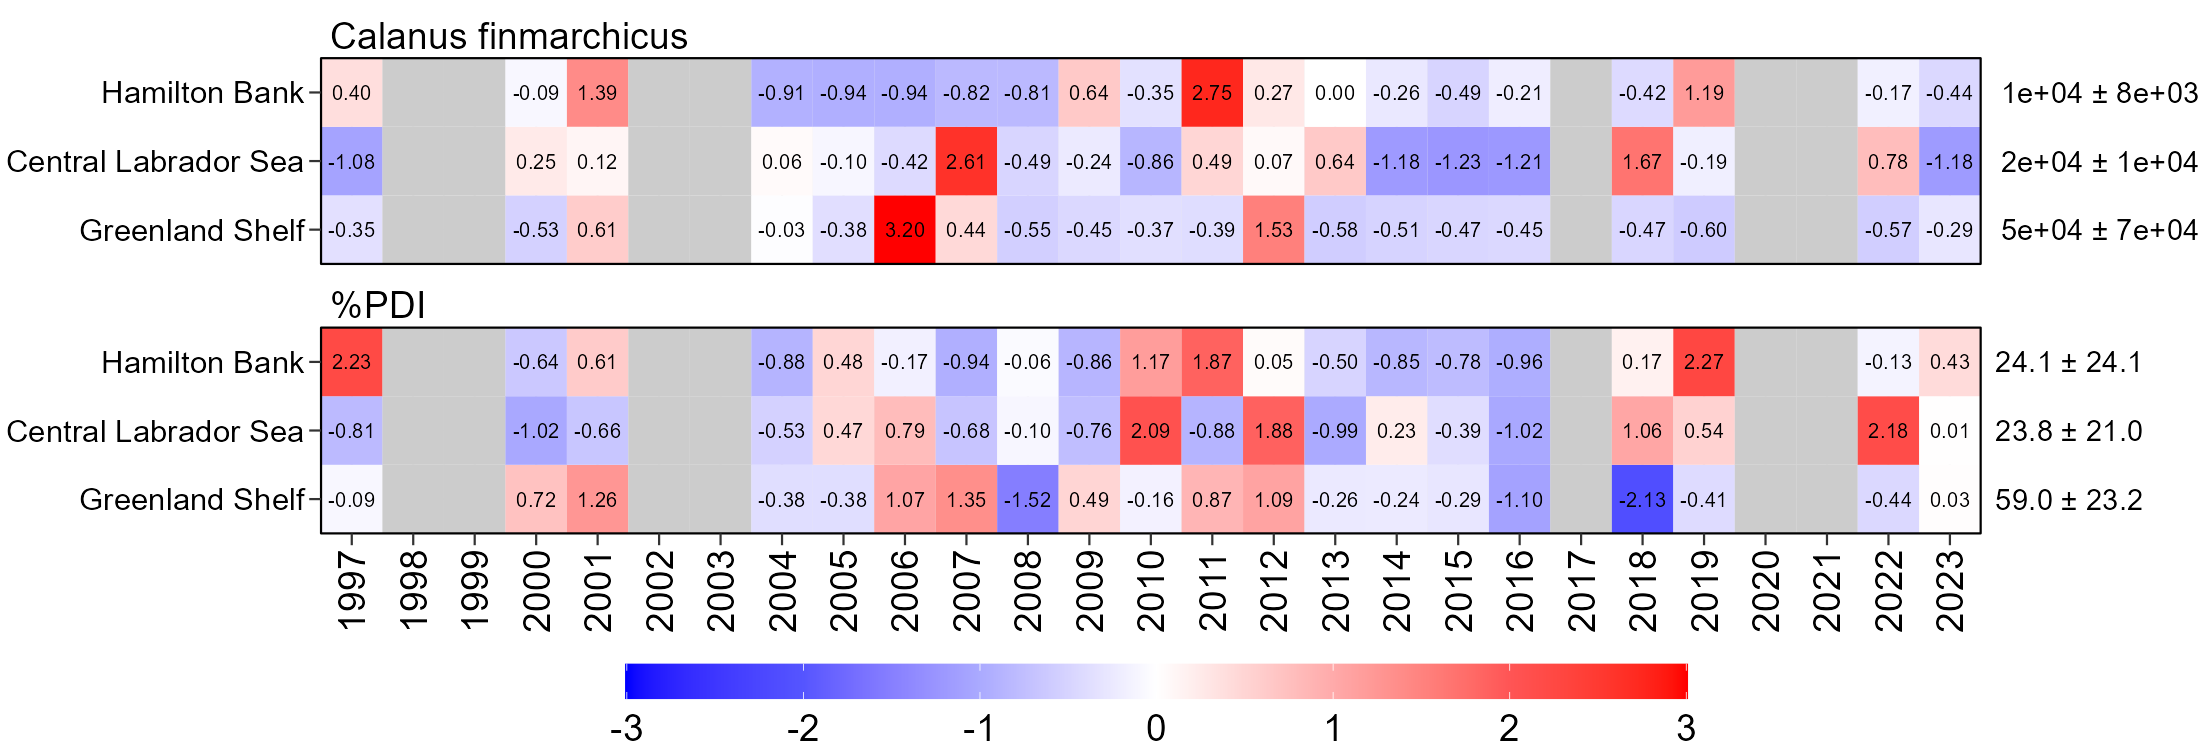 Calanus finmarchicus
Hamilton Bank 0.40 -0.09 1.39 -0.91 -0.94 -0.94 -0.82 -0.81 0.64 -0.35 2.75 0.27 0.00 -0.26 -0.49 -0.21 -0.42 1.19 -0.17 -0.44 1e+04 ± 8e+03
Central Labrador Sea -1.08 0.25 0.12 0.06 -0.10 -0.42 2.61 -0.49 -0.24 -0.86 0.49 0.07 0.64 -1.18 -1.23 -1.21 1.67 -0.19 0.78 -1.18 2e+04 ± 1e+04
Greenland Shelf -0.35 -0.53 0.61 -0.03 -0.38 3.20 0.44 -0.55 -0.45 -0.37 -0.39 1.53 -0.58 -0.51 -0.47 -0.45 -0.47 -0.60 -0.57 -0.29 5e+04 ± 7e+04
%PDI
Hamilton Bank 2.23 -0.64 0.61 -0.88 0.48 -0.17 -0.94 -0.06 -0.86 1.17 1.87 0.05 -0.50 -0.85 -0.78 -0.96 0.17 2.27 -0.13 0.43 24.1 ± 24.1
Central Labrador Sea -0.81 -1.02 -0.66 -0.53 0.47 0.79 -0.68 -0.10 -0.76 2.09 -0.88 1.88 -0.99 0.23 -0.39 -1.02 1.06 0.54 2.18 0.01 23.8 ± 21.0
Greenland Shelf -0.09 0.72 1.26 -0.38 -0.38 1.07 1.35 -1.52 0.49 -0.16 0.87 1.09 -0.26 -0.24 -0.29 -1.10 -2.13 -0.41 -0.44 0.03 59.0 ± 23.2
1997 1998 1999 2000 2001 2002 2003 2004 2005 2006 2007 2008 2009 2010 2011 2012 2013 2014 2015 2016 2017 2018 2019 2020 2021 2022 2023
-3 -2 -1 0 1 2 3